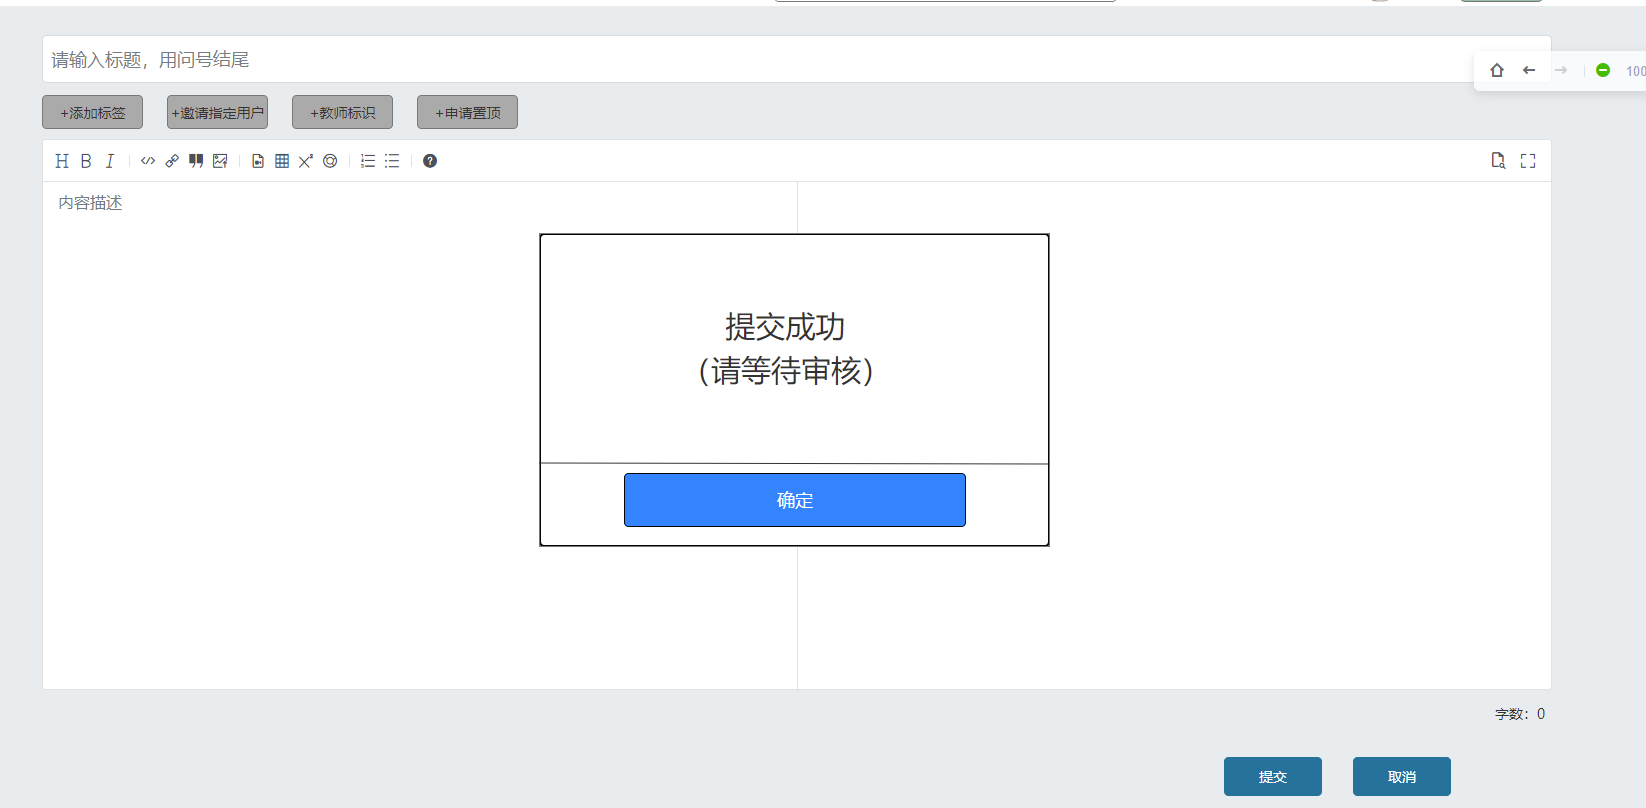 请输入标题，用问号结尾
100
+添加标签 +邀请指定用户 +教师标识 +申请置顶
H B I
内容描述
提交成功
（请等待审核）
确定
字数：0
提交 取消